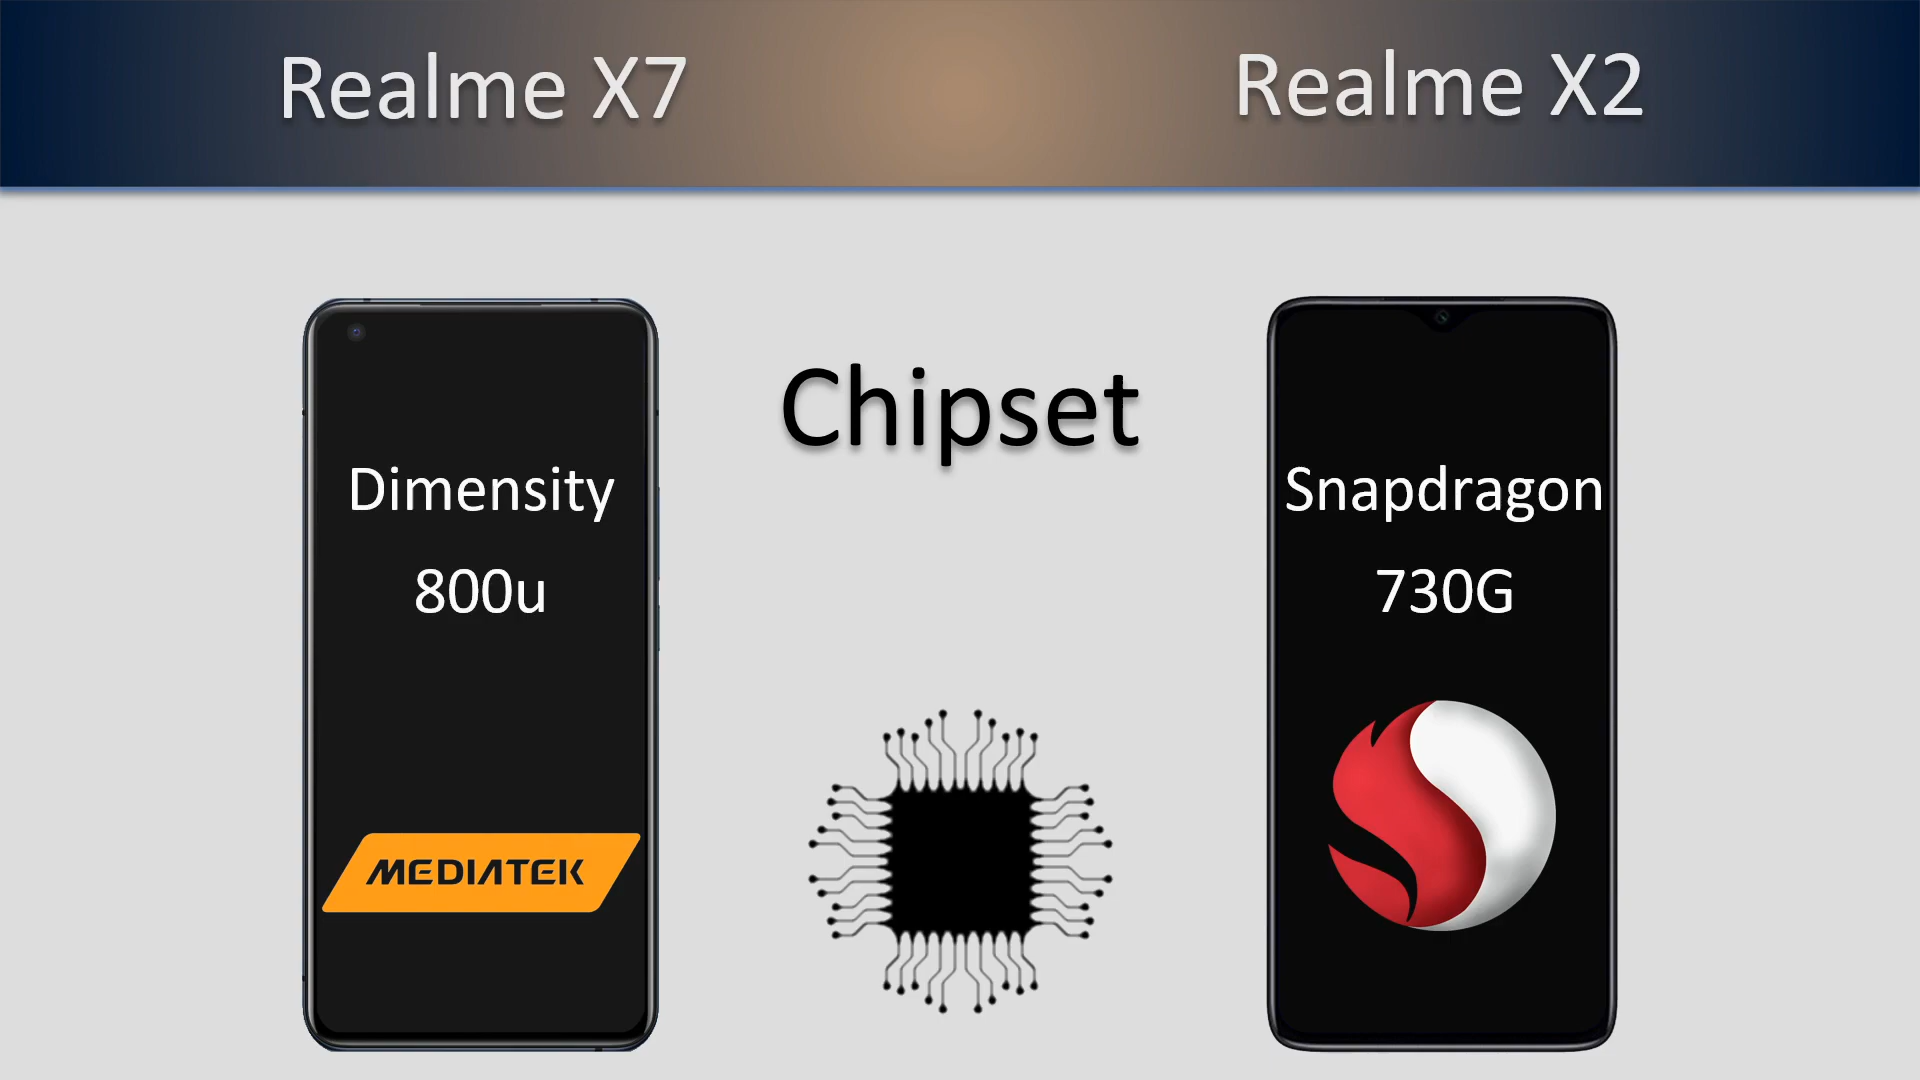 Realme X7
Realme X2
Chipset
Dimensity
800u
Snapdragon
730G
MEDIATEK